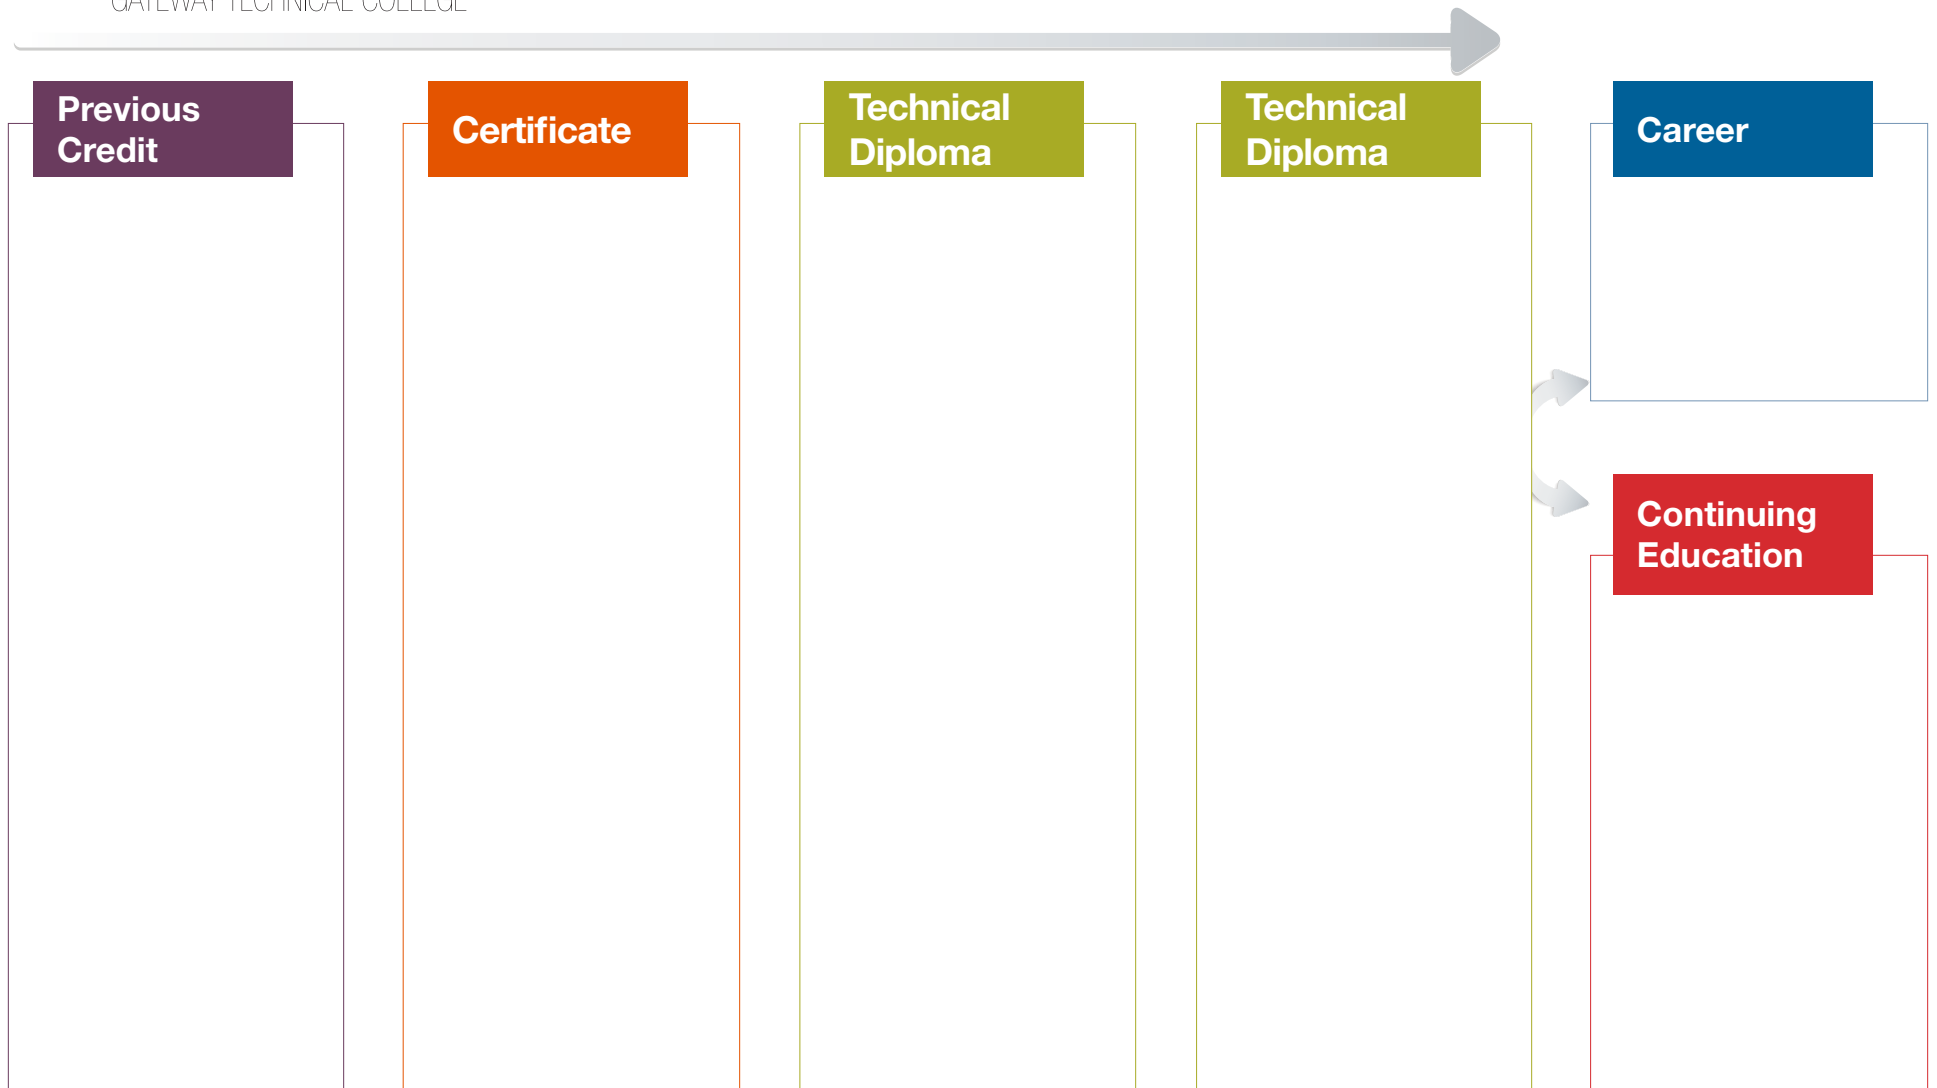 GATEWAY TECHNICAL COLLEGE
Previous
Credit
Certificate
Technical
Diploma
Technical
Diploma
Career
Continuing
Education